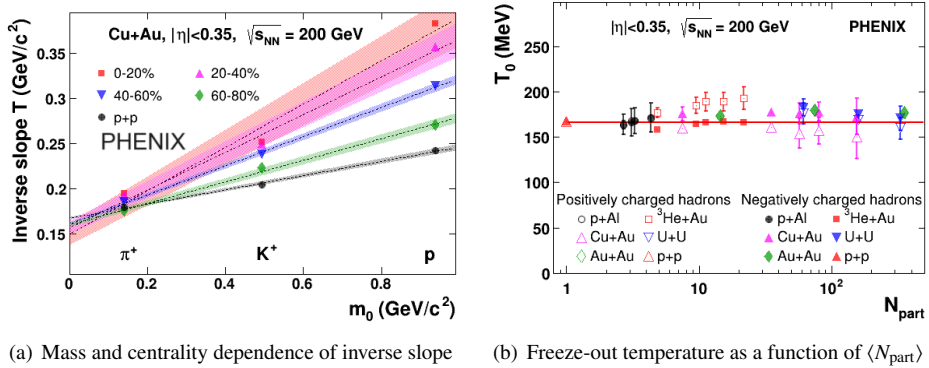 Cu+Au, |η|<0.35, √s_NN = 200 GeV
0-20%
20-40%
40-60%
60-80%
p+p
PHENIX
Inverse slope T (GeV/c²)
0.35
0.3
0.25
0.2
0.15
π⁺
K⁺
p
0
0.2
0.4
0.6
0.8
m₀ (GeV/c²)
(a) Mass and centrality dependence of inverse slope
|η|<0.35, √s_NN = 200 GeV
PHENIX
T₀ (MeV)
250
200
150
100
50
0
Positively charged hadrons
Negatively charged hadrons
p+Al
³He+Au
p+Al
³He+Au
Cu+Au
U+U
Cu+Au
U+U
Au+Au
p+p
Au+Au
p+p
1
10
10²
N_part
(b) Freeze-out temperature as a function of ⟨N_part⟩